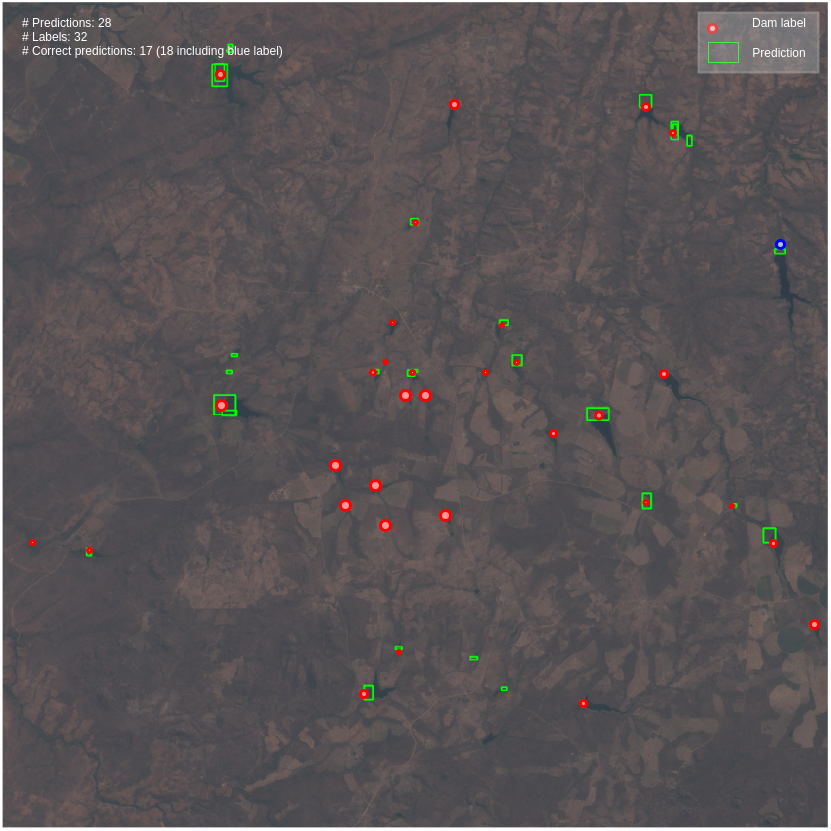 # Predictions: 28
# Labels: 32
# Correct predictions: 17 (18 including blue label)
Dam label
Prediction